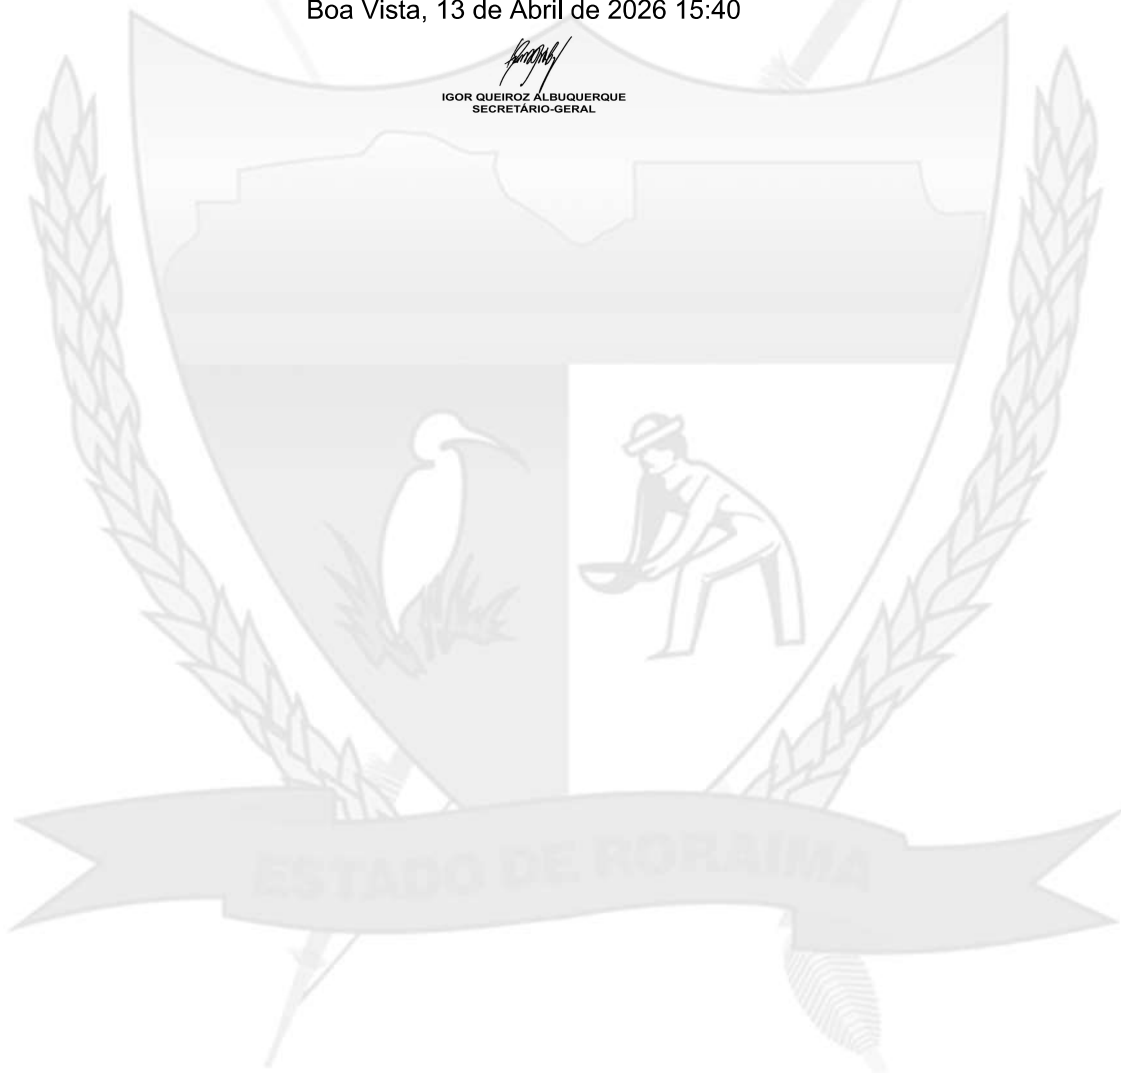 Boa Vista, 13 de Abril de 2026 15:40
IGOR QUEIROZ ALBUQUERQUE
SECRETÁRIO-GERAL
ESTADO DE RORAIMA